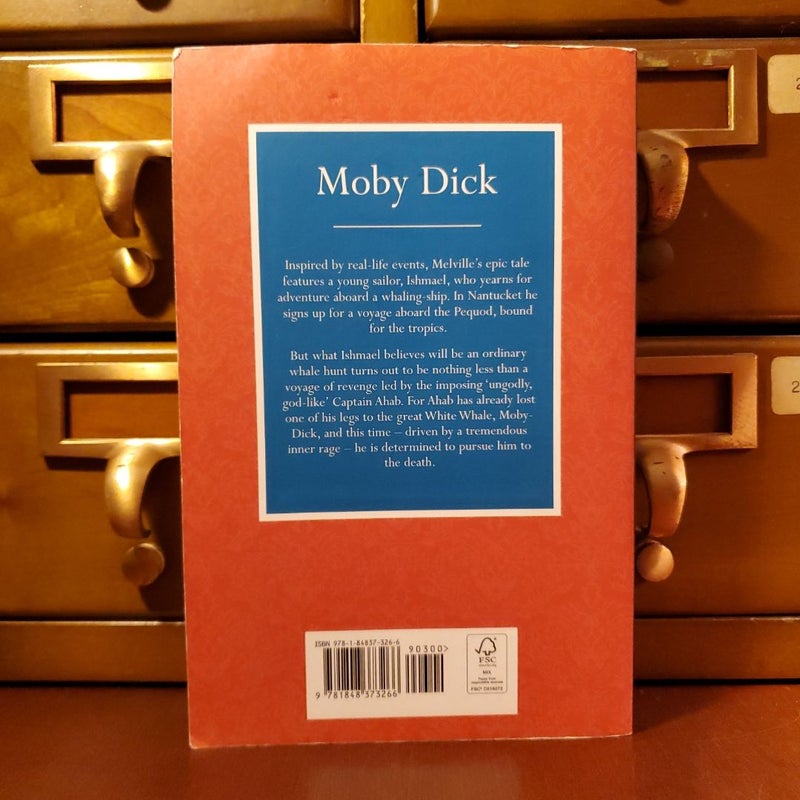 Moby Dick
Inspired by real-life events, Melville's epic tale
features a young sailor, Ishmael, who yearns for
adventure aboard a whaling-ship. In Nantucket he
signs up for a voyage aboard the Pequod, bound
for the tropics.
But what Ishmael believes will be an ordinary
whale hunt turns out to be nothing less than a
voyage of revenge led by the imposing 'ungodly,
god-like' Captain Ahab. For Ahab has already lost
one of his legs to the great White Whale, Moby-
Dick, and this time – driven by a tremendous
inner rage – he is determined to pursue him to
the death.
ISBN 978-1-84837-326-6
90300>
9 781848 373266
FSC
MIX
2
2